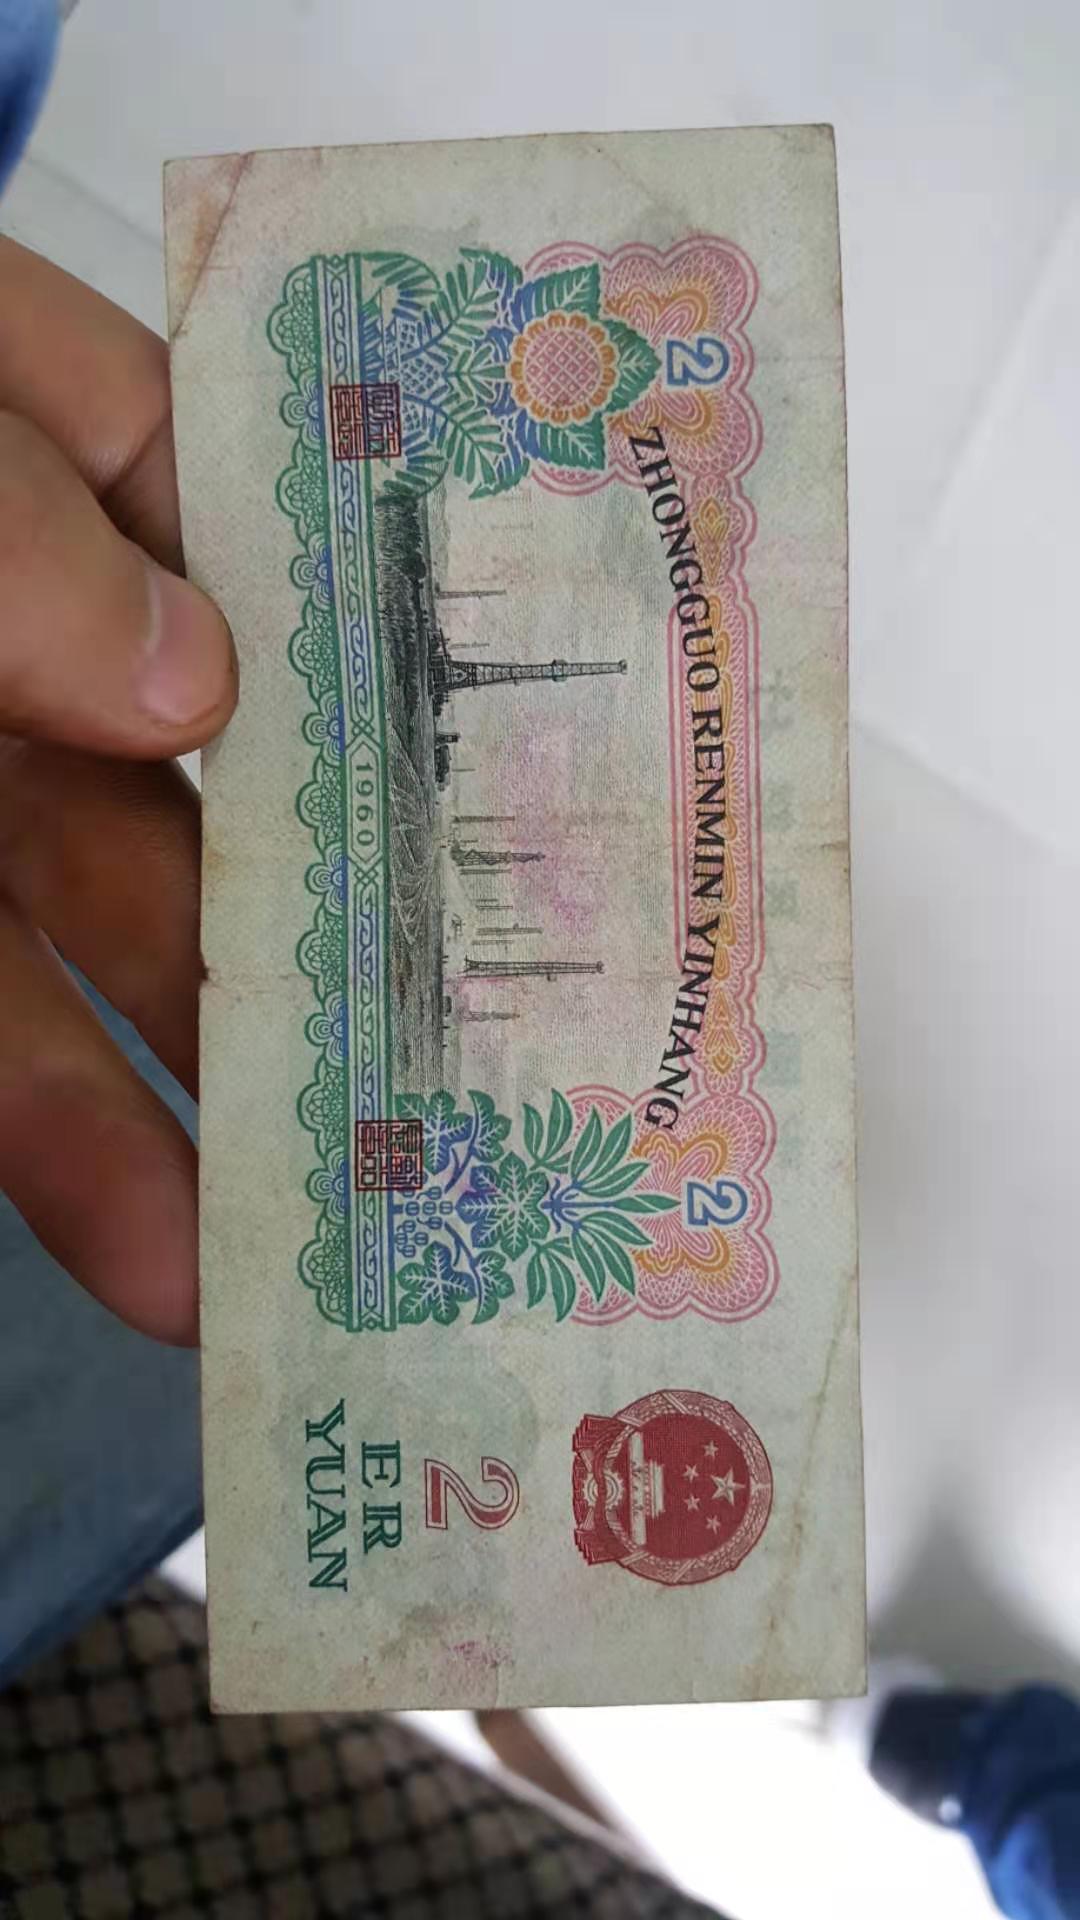 ZHONGGUO RENMIN YINHANG
2
2
1960
2
ER
YUAN